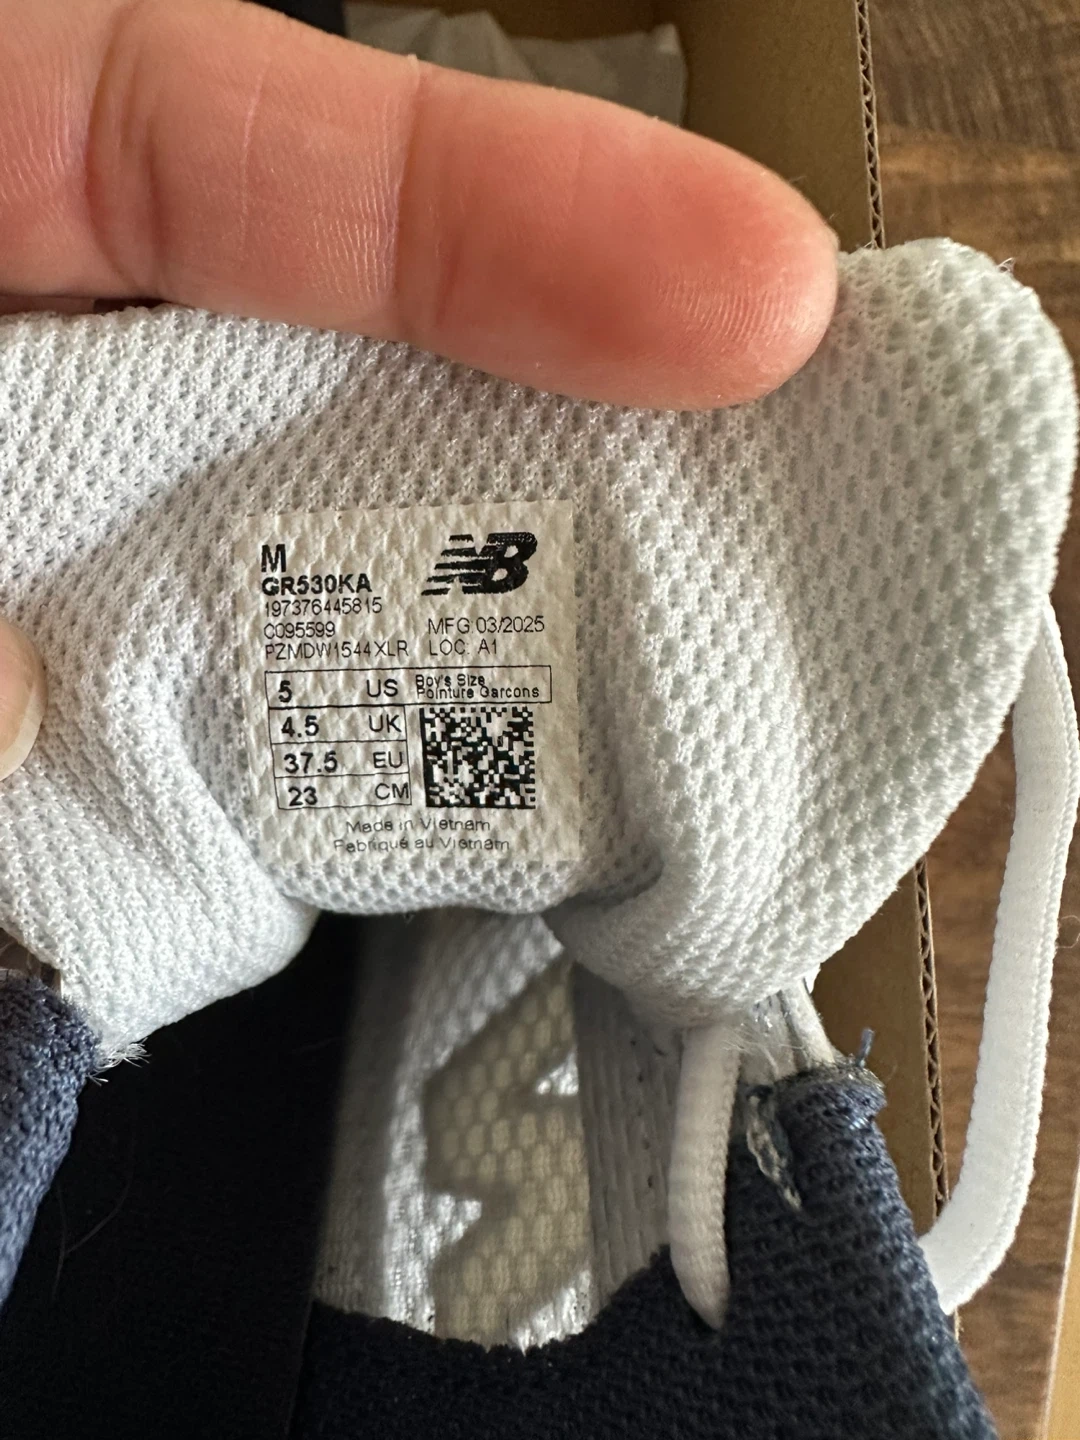 M
GR530KA
197376445815
C095599
PZMDW1544XLR
NB
MFG 03/2025
LOC: A1
5 US Boy's Size
Pointure Garcons
4.5 UK
37.5 EU
23 CM
Made in Vietnam
Fabriqué au Vietnam